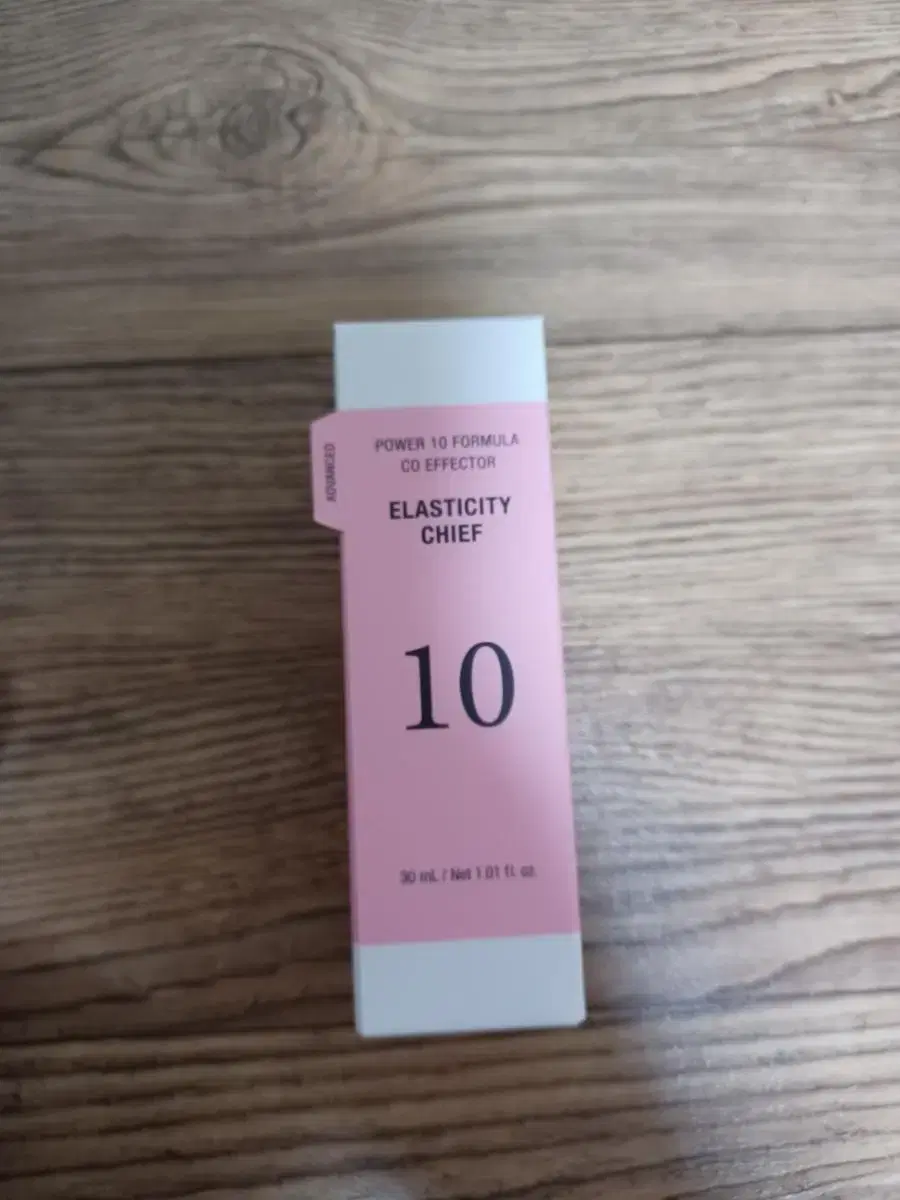 ADVANCED
POWER 10 FORMULA
CO EFFECTOR
ELASTICITY
CHIEF
10
30 mL / Net 1.01 fl. oz.